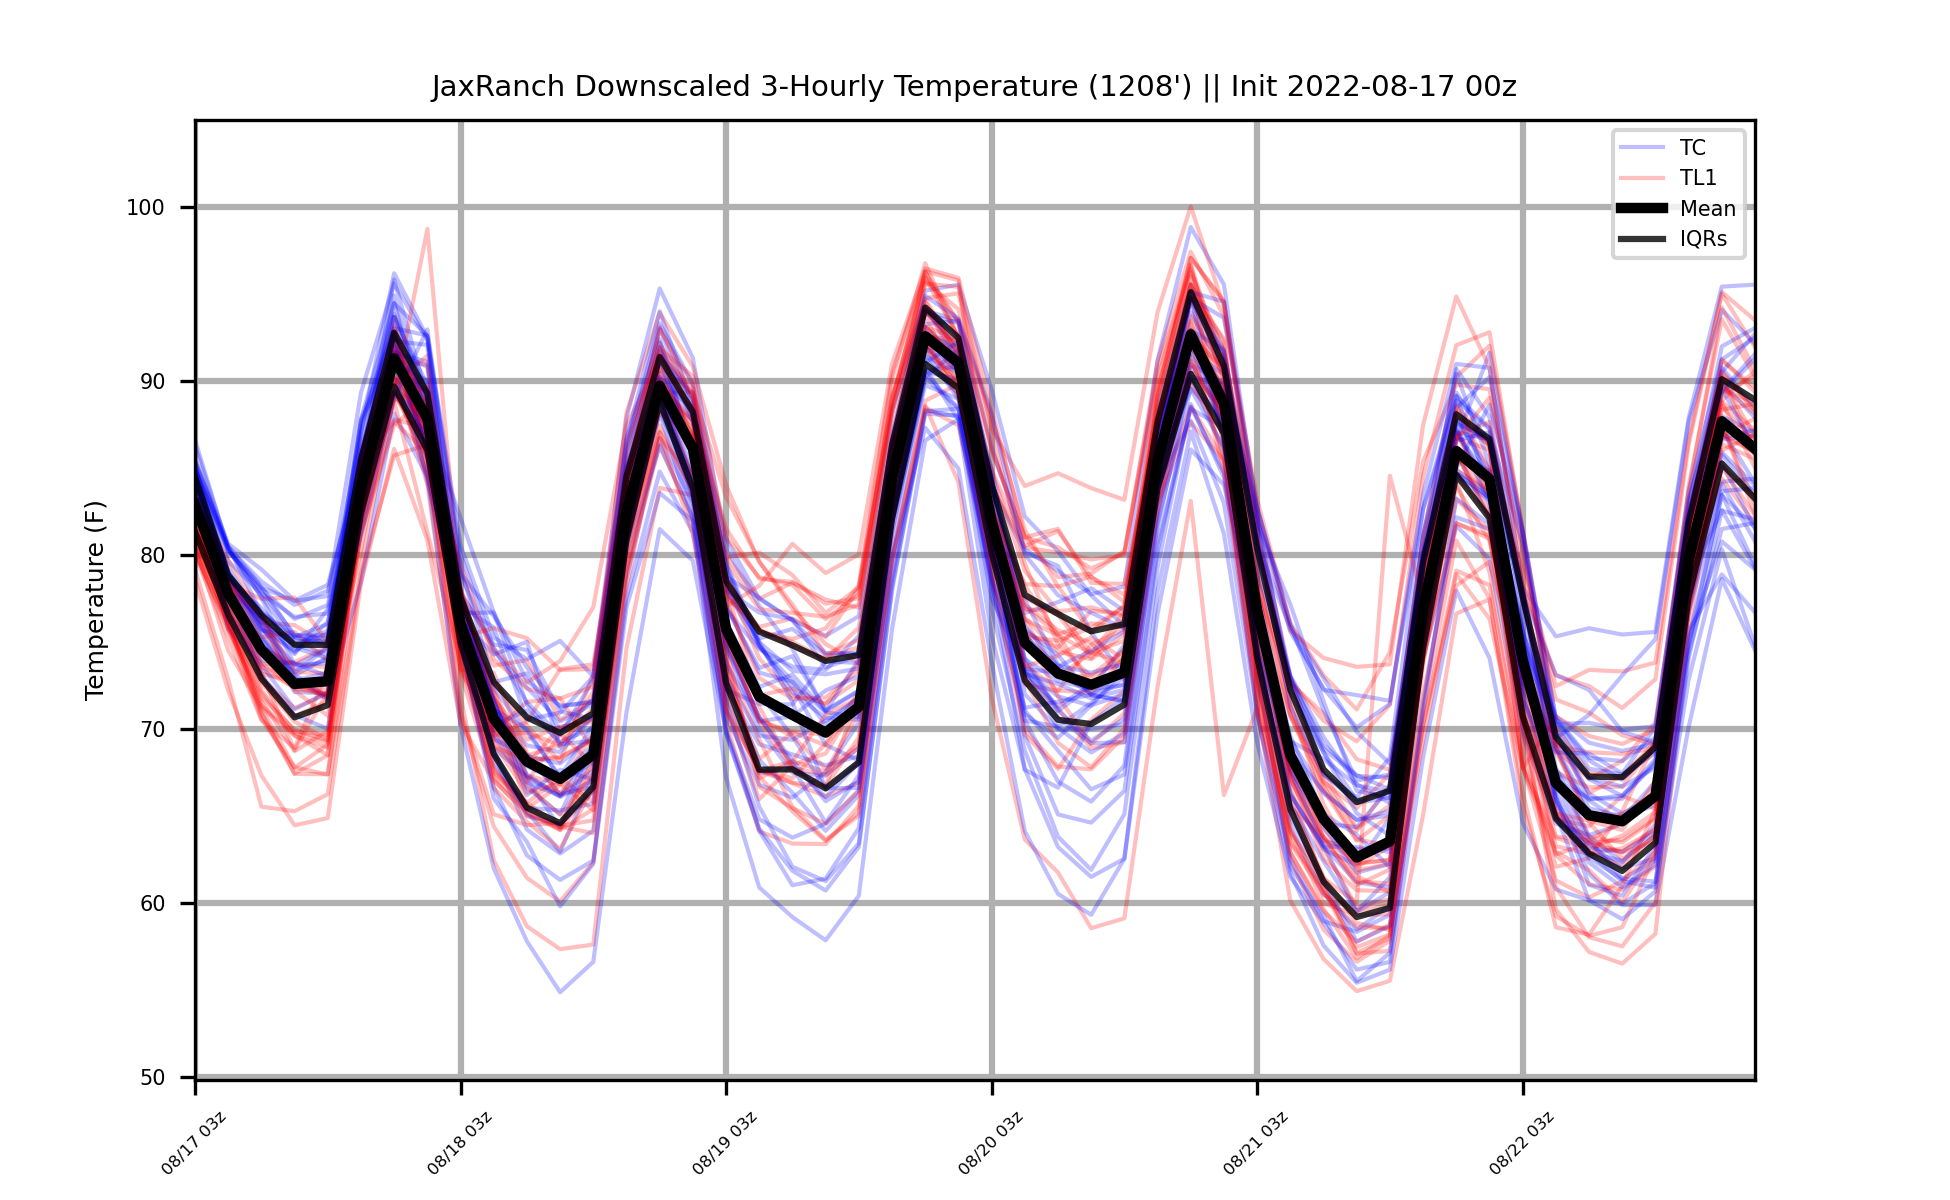 JaxRanch Downscaled 3-Hourly Temperature (1208') || Init 2022-08-17 00z
TC
TL1
Mean
IQRs
Temperature (F)
100
90
80
70
60
50
08/17 03z
08/18 03z
08/19 03z
08/20 03z
08/21 03z
08/22 03z